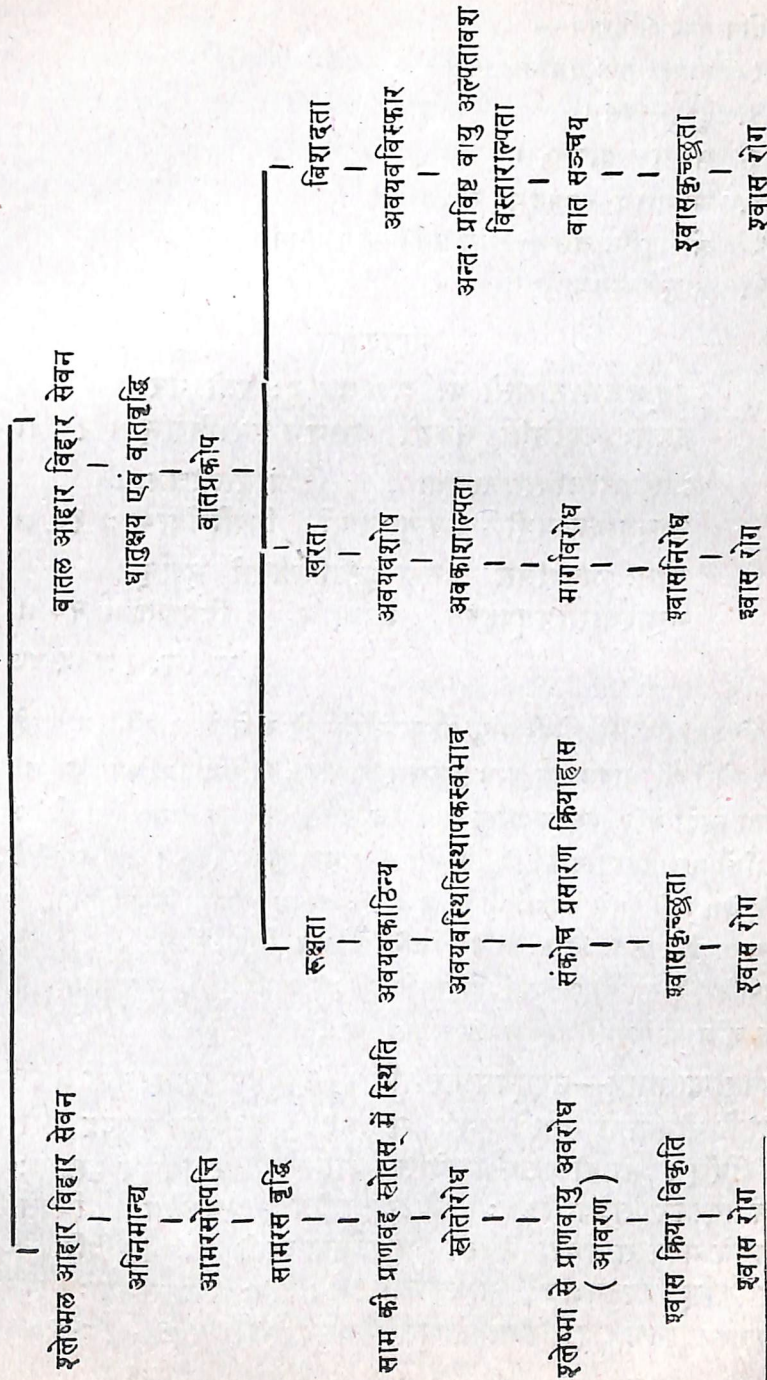 श्लेष्मल आहार विहार सेवन
अग्निमान्द्य
आमरसोत्पत्ति
सामरस वृद्धि
साम की प्राणवह स्रोतस् में स्थिति
स्रोतोरोध
श्लेष्मा से प्राणवायु अवरोध
( आवरण )
श्वास क्रिया विकृति
श्वास रोग
वातल आहार विहार सेवन
धातुक्षय एवं वातवृद्धि
वातप्रकोप
रूक्षता
अवयवकाठिन्य
अवयवस्थितिस्थापकस्वभाव
संकोच प्रसारण क्रियाह्रास
श्वासकृच्छ्रता
श्वास रोग
खरता
अवयवशोष
अवकाशाल्पता
मार्गावरोध
श्वासनिरोध
श्वास रोग
विशदता
अवयवविस्फार
अन्तः प्रविष्ट वायु अल्पतावश
विस्ताराल्पता
वात सञ्चय
श्वासकृच्छ्रता
श्वास रोग